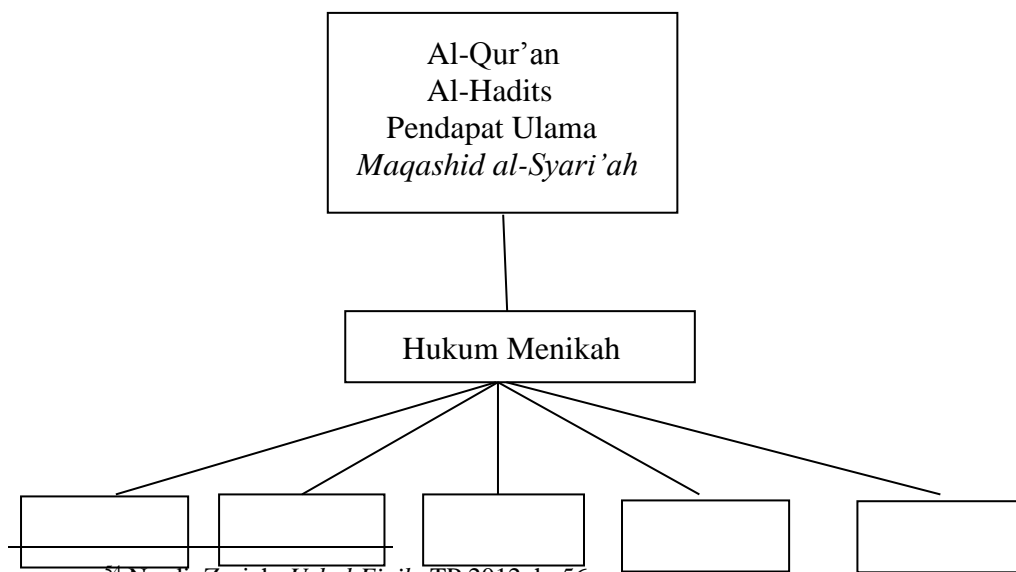 Al-Qur’an
Al-Hadits
Pendapat Ulama
Maqashid al-Syari’ah
Hukum Menikah